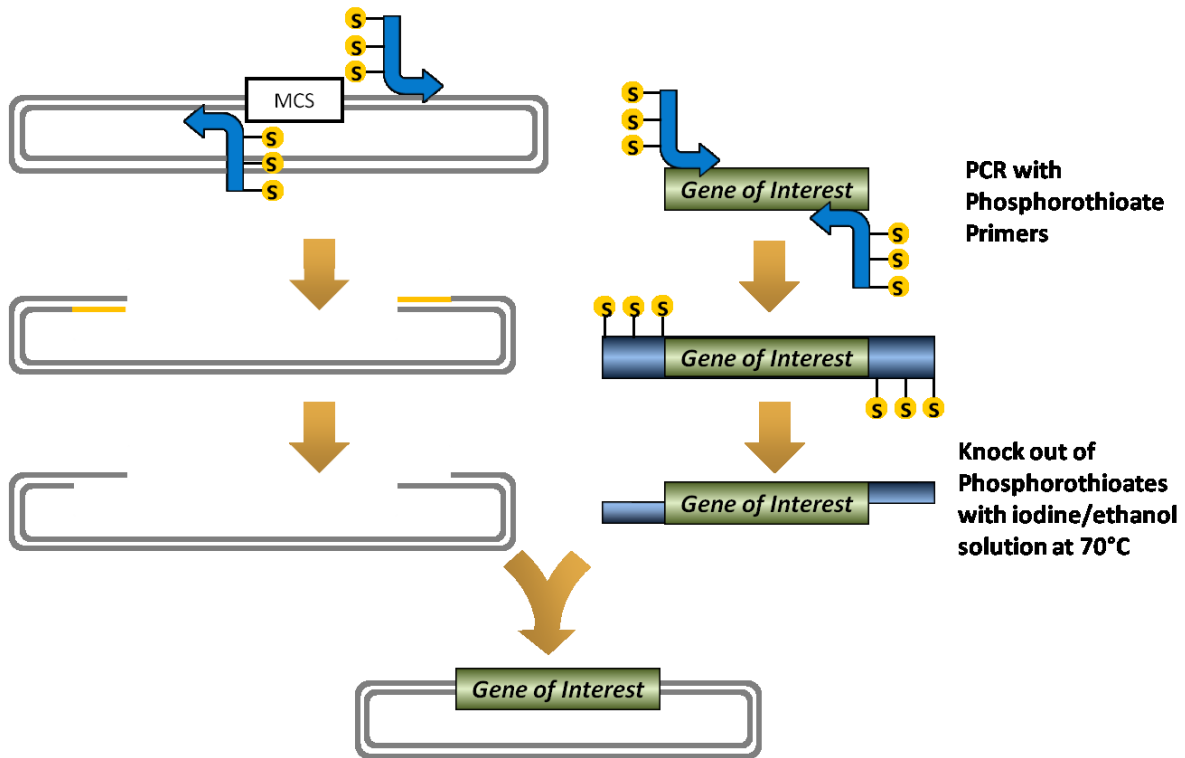 S
S
S
MCS
S
S
S
S
S
S
Gene of Interest
S
S
S
PCR with
Phosphorothioate
Primers
S S S
Gene of Interest
S S S
Gene of Interest
Knock out of
Phosphorothioates
with iodine/ethanol
solution at 70°C
Gene of Interest